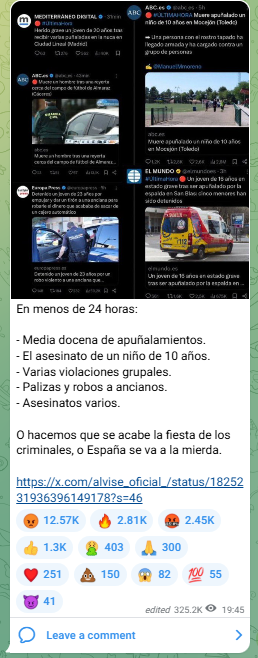 MEDITERRÁNEO DIGITAL
#ÚltimaHora
Herido grave un joven de 20 años tras
recibir varias puñaladas en la nuca en
Ciudad Lineal (Madrid)
ABC.es
Muere un hombre tras una reyerta
cerca del campo de fútbol de Almaraz
(Cáceres)
abc.es
Muere un hombre tras una reyerta
cerca del campo de fútbol de Almaraz...
Europa Press
Detenido un joven de 23 años por
empujar y dar un tirón a una anciana para
robarle el dinero que acababa de sacar de
un cajero automático
europapress.es
Detenido un joven de 23 años por un
robo violento a una anciana que...
ABC.es @abc_es · 5h
#ULTIMAHORA Muere apuñalado un
niño de 10 años en Mocejón (Toledo)
Una persona con el rostro tapado ha
llegado armada y ha cargado contra un
grupo de personas
@ManuelMmoreno
abc.es
Muere apuñalado un niño de 10 años
en Mocejón (Toledo)
EL MUNDO @elmundoes · 3h
#ÚltimaHora Un joven de 16 años en
estado grave tras ser apuñalado por la
espalda en San Blas: cinco menores han
sido detenidos
elmundo.es
Un joven de 16 años en estado grave
tras ser apuñalado por la espalda en...
En menos de 24 horas:
- Media docena de apuñalamientos.
- El asesinato de un niño de 10 años.
- Varias violaciones grupales.
- Palizas y robos a ancianos.
- Asesinatos varios.
O hacemos que se acabe la fiesta de los
criminales, o España se va a la mierda.
https://x.com/alvise_oficial_/status/18252
31936396149178?s=46
12.57K 2.81K 2.45K
1.3K 403 300
251 150 82 55
41
edited 325.2K 19:45
Leave a comment